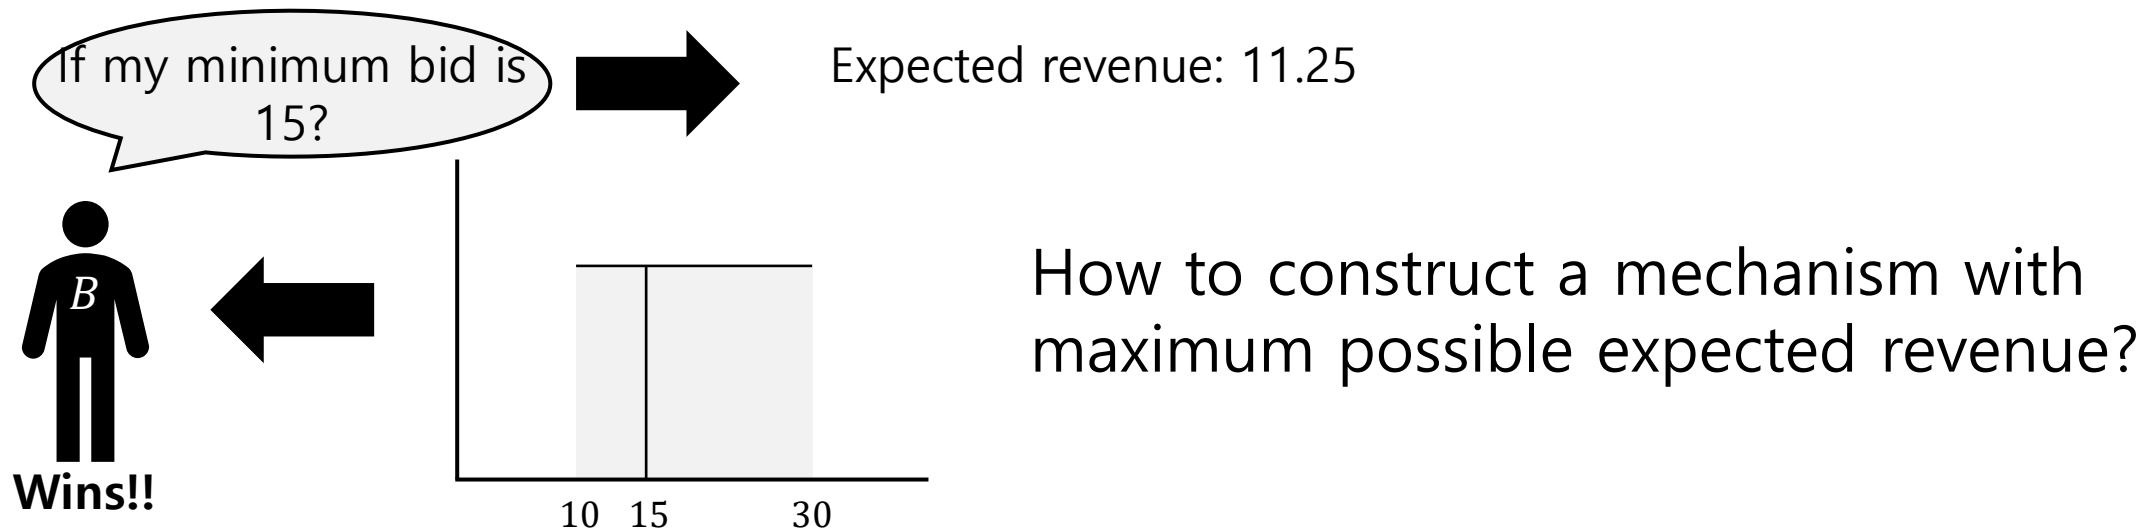 If my minimum bid is
15?
Expected revenue: 11.25
B
Wins!!
10 15 30
How to construct a mechanism with
maximum possible expected revenue?